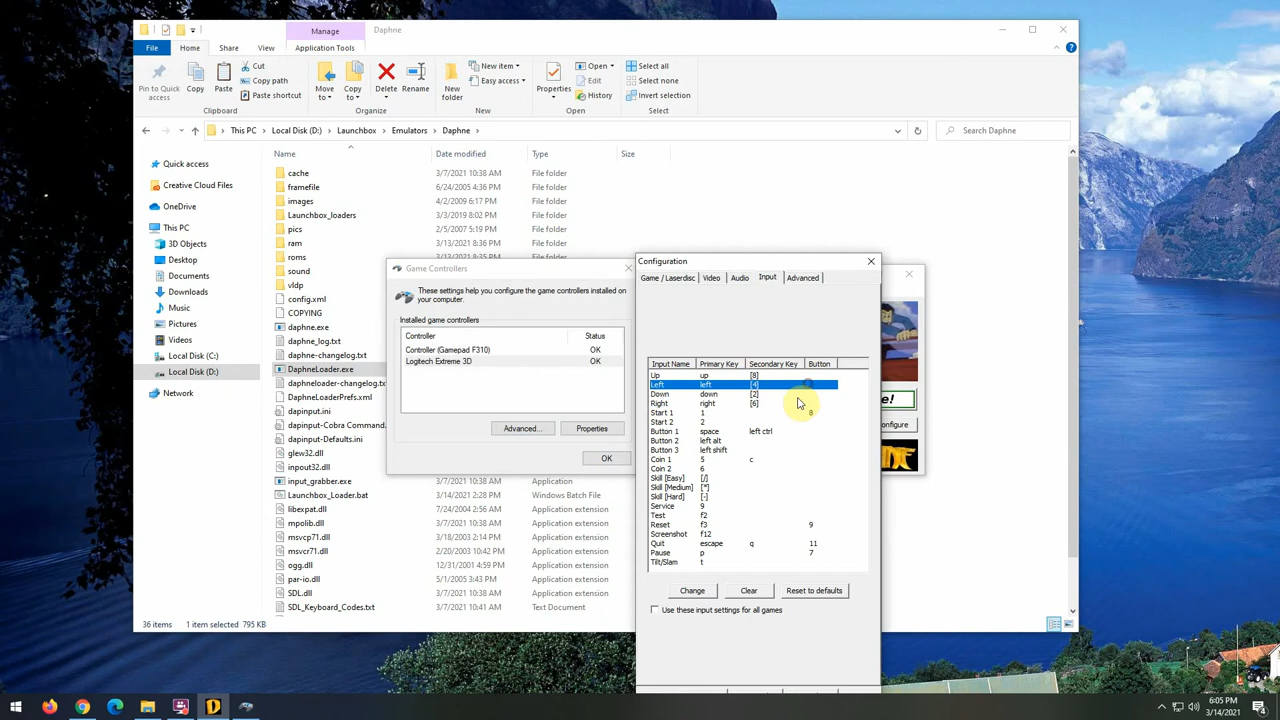 Manage
Daphne
File
Home
Share
View
Application Tools
Pin to Quick
access
Copy
Paste
Cut
Copy path
Paste shortcut
Move
to
Copy
to
Delete
Rename
New
folder
New item
Easy access
Properties
Open
Edit
History
Select all
Select none
Invert selection
Clipboard
Organize
New
Open
Select
This PC
Local Disk (D:)
Launchbox
Emulators
Daphne
Search Daphne
Name
Date modified
Type
Size
Quick access
Creative Cloud Files
OneDrive
This PC
3D Objects
Desktop
Documents
Downloads
Music
Pictures
Videos
Local Disk (C:)
Local Disk (D:)
Network
cache 3/7/2021 10:38 AM File folder
framefile 6/24/2005 4:36 PM File folder
images 4/2/2009 6:17 PM File folder
Launchbox_loaders 3/3/2019 8:02 PM File folder
pics 2/5/2007 5:19 PM File folder
ram 3/13/2021 8:36 PM File folder
roms
sound
vldp
config.xml
COPYING
daphne.exe
daphne_log.txt
daphne-changelog.txt
DaphneLoader.exe
daphneloader-changelog.tx
DaphneLoaderPrefs.xml
dapinput.ini
dapinput-Cobra Command.
dapinput-Defaults.ini
glew32.dll
input32.dll
input_grabber.exe 3/7/2021 10:38 AM Application
Launchbox_Loader.bat 3/14/2021 2:28 PM Windows Batch File
libexpat.dll 7/24/2004 2:56 AM Application extension
mpolib.dll 3/7/2021 10:38 AM Application extension
msvcp71.dll 3/18/2003 2:14 PM Application extension
msvcr71.dll 2/20/2003 10:42 PM Application extension
ogg.dll 12/31/2001 6:59 PM Application extension
par-io.dll 5/1/2005 3:43 PM Application extension
SDL.dll 3/7/2021 10:38 AM Application extension
SDL_Keyboard_Codes.txt 3/7/2021 10:41 AM Text Document
36 items
1 item selected 795 KB
Game Controllers
These settings help you configure the game controllers installed on
your computer.
Installed game controllers
Controller Status
Controller (Gamepad F310) OK
Logitech Extreme 3D OK
Advanced...
Properties
OK
Configuration
Game / Laserdisc
Video
Audio
Input
Advanced
Input Name Primary Key Secondary Key Button
Up up [8]
Left left [4]
Down down [2]
Right right [6]
Start 1 1 8
Start 2 2
Button 1 space left ctrl
Button 2 left alt
Button 3 left shift
Coin 1 5 c
Coin 2 6
Skill [Easy] [/]
Skill [Medium] [*]
Skill [Hard] [-]
Service 9
Test f2
Reset f3 9
Screenshot f12
Quit escape q 11
Pause p 7
Tilt/Slam t
Change
Clear
Reset to defaults
Use these input settings for all games
e!
onfigure
6:05 PM
3/14/2021